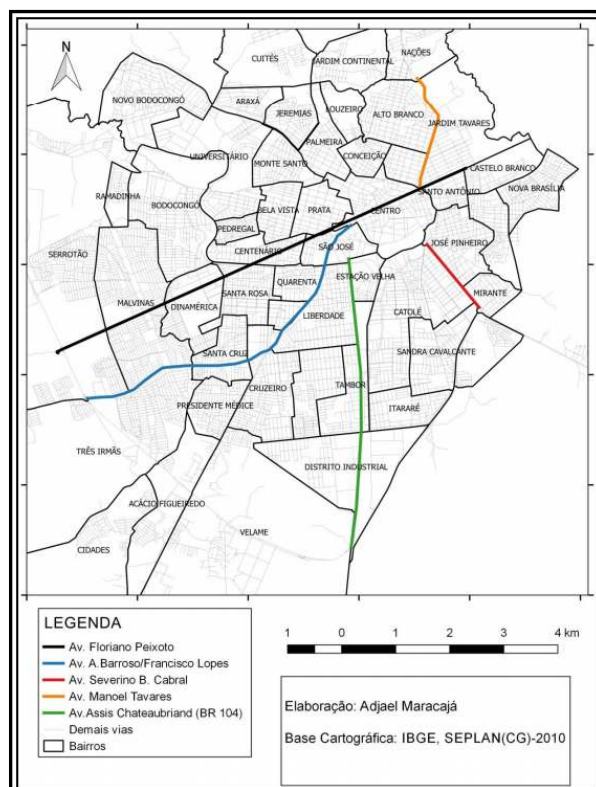 N
CUITÉS
JARDIM CONTINENTAL
NAÇÕES
NOVO BODOCONGÓ
ARAXÁ
JEREMIAS
LOUZEIRO
ALTO BRANCO
JARDIM TAVARES
PALMEIRA
UNIVERSITÁRIO
MONTE SANTO
CONCEIÇÃO
CASTELO BRANCO
RAMADINHA
BODOCONGÓ
BELA VISTA
PRATA
CENTRO
SANTO ANTÔNIO
NOVA BRASÍLIA
PEDREGAL
CENTENÁRIO
SÃO JOSÉ
JOSÉ PINHEIRO
SERROTÃO
ESTAÇÃO VELHA
QUARENTA
SANTA ROSA
MIRANTE
MALVINAS
DINAMÉRICA
LIBERDADE
CATOLÉ
SANTA CRUZ
SANDRA CAVALCANTE
CRUZEIRO
TAMBOR
PRESIDENTE MÉDICE
ITARARÉ
TRÊS IRMÃS
DISTRITO INDUSTRIAL
ACÁCIO FIGUEIREDO
VELAME
CIDADES
LEGENDA
Av. Floriano Peixoto
Av. A.Barroso/Francisco Lopes
Av. Severino B. Cabral
Av. Manoel Tavares
Av.Assis Chateaubriand (BR 104)
Demais vias
Bairros
1 0 1 2 3 4 km
Elaboração: Adjael Maracajá
Base Cartográfica: IBGE, SEPLAN(CG)-2010